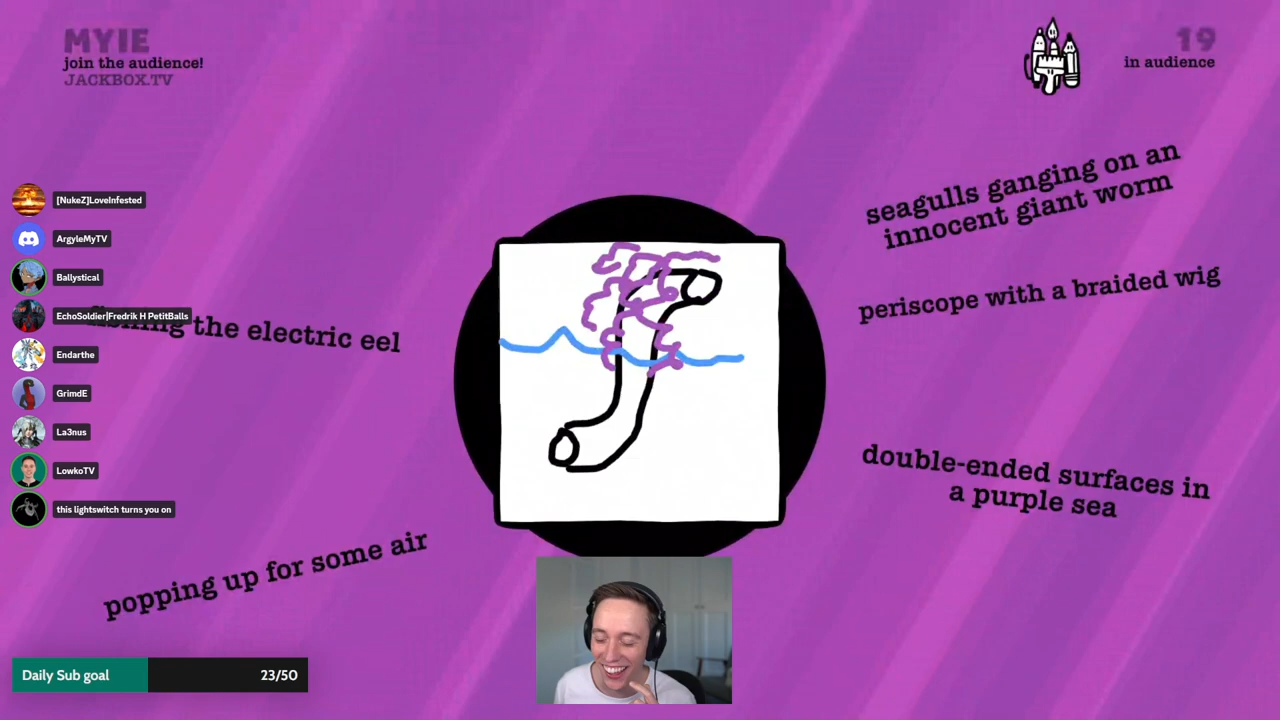 MYIE
join the audience!
JACKBOX.TV
19
in audience
[NukeZ]LoveInfested
ArgyleMyTV
Ballystical
EchoSoldier|Fredrik H PetitBalls
Endarthe
GrimdE
La3nus
LowkoTV
this lightswitch turns you on
the electric eel
popping up for some air
seagulls ganging on an
innocent giant worm
periscope with a braided wig
double-ended surfaces in
a purple sea
Daily Sub goal
23/50